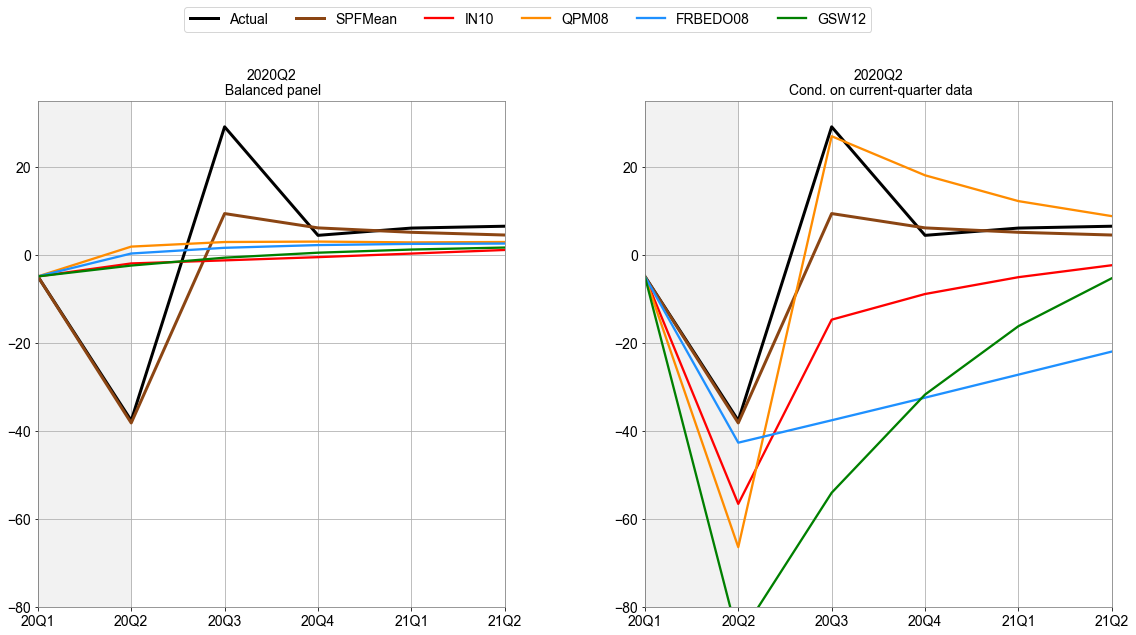 Actual SPFMean IN10 QPM08 FRBEDO08 GSW12
2020Q2
Balanced panel
20
0
−20
−40
−60
−80
20Q1 20Q2 20Q3 20Q4 21Q1 21Q2
2020Q2
Cond. on current-quarter data
20
0
−20
−40
−60
−80
20Q1 20Q2 20Q3 20Q4 21Q1 21Q2